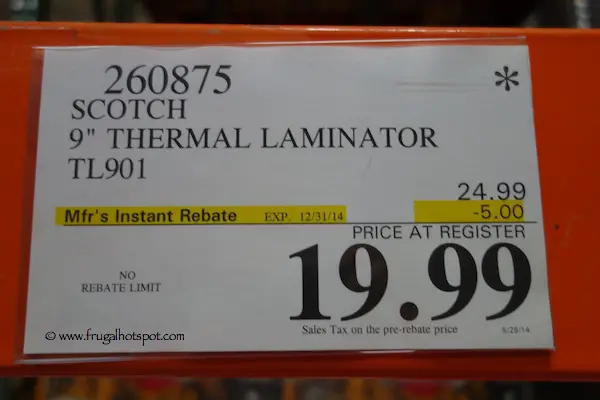 260875
*
SCOTCH
9" THERMAL LAMINATOR
TL901
24.99
Mfr's Instant Rebate EXP. 12/31/14 -5.00
PRICE AT REGISTER
19.99
NO
REBATE LIMIT
Sales Tax on the pre-rebate price
5/29/14
© www.frugalhotspot.com